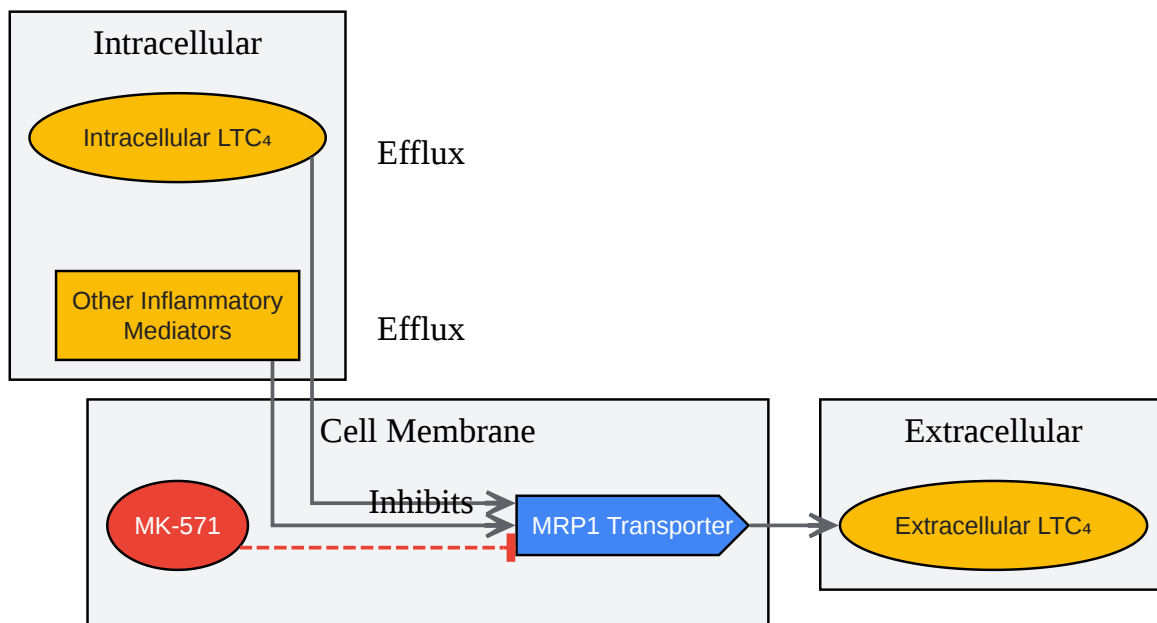 Intracellular
Intracellular LTC₄
Efflux
Other Inflammatory
Mediators
Efflux
Cell Membrane
Extracellular
Inhibits
MK-571
MRP1 Transporter
Extracellular LTC₄